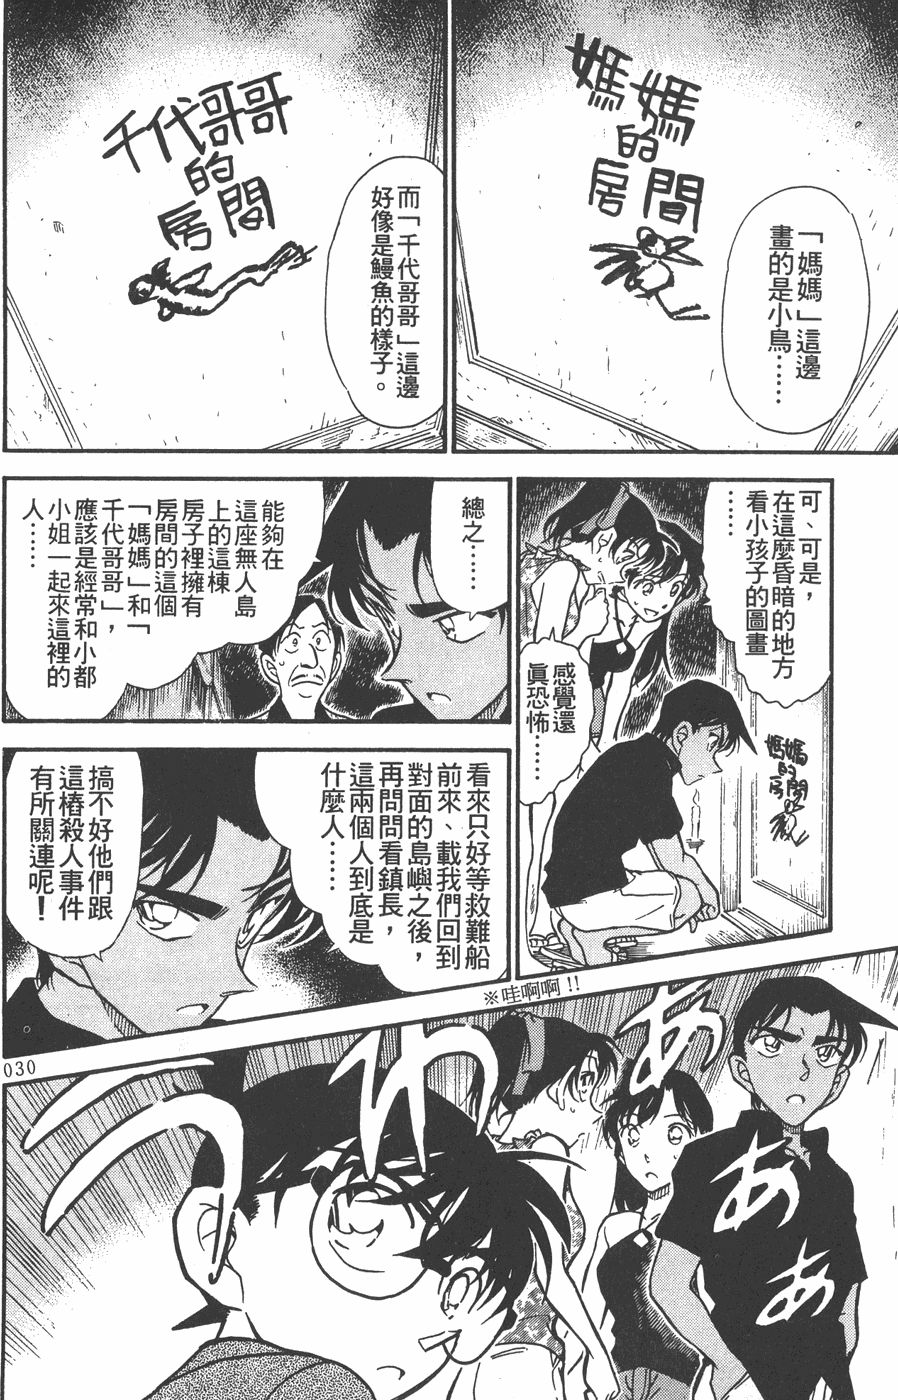 媽媽
的
房間
「媽媽」這邊
畫的是小鳥……
千代哥哥
的
房間
而「千代哥哥」這邊
好像是鰻魚的樣子。
可、可是，
在這麼昏暗的地方
看小孩子的圖畫
……
感覺還
真恐怖……
媽媽
的
房間
總之……
能夠在
這座無人島
上的這棟
房子裡擁有
房間的這個
「媽媽」和「
千代哥哥」，
應該是經常和小都
小姐一起來這裡的
人……
看來只好等救難船
前來、載我們回到
對面的島嶼之後，
再問問看鎮長，
這兩個人到底是
什麼人……
搞不好他們跟
這樁殺人事件
有所關連呢！
※哇啊啊!!
うわあああ
030